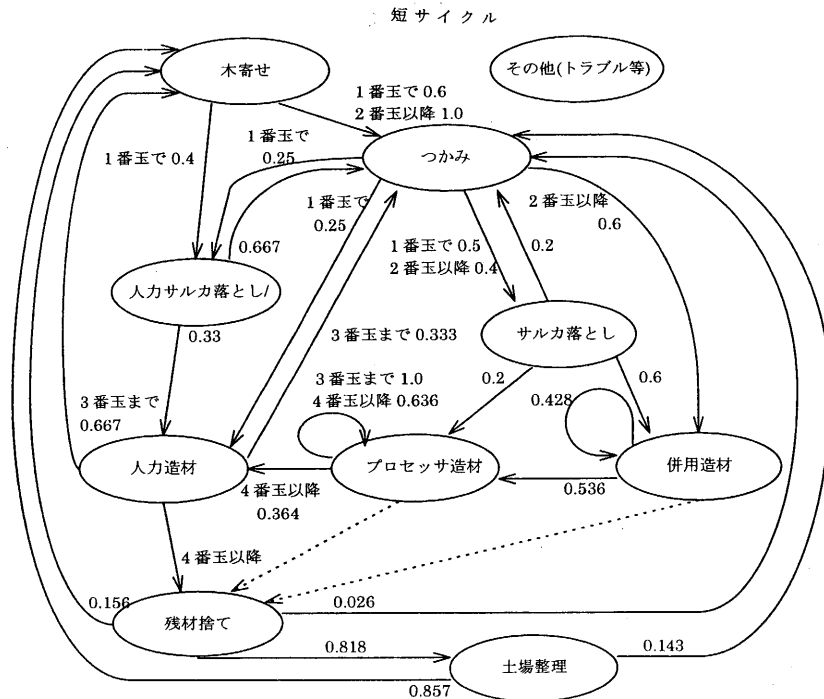 短サイクル
木寄せ
その他(トラブル等)
1番玉で 0.6
2番玉以降 1.0
1番玉で
0.25
つかみ
1番玉で 0.4
1番玉で
0.25
2番玉以降
0.6
0.667
1番玉で 0.5
2番玉以降 0.4
0.2
人力サルカ落とし/
サルカ落とし
0.33
3番玉まで 0.333
3番玉まで 1.0
4番玉以降 0.636
0.2
0.6
3番玉まで
0.667
0.428
人力造材
プロセッサ造材
併用造材
4番玉以降
0.364
0.536
4番玉以降
0.156
残材捨て
0.026
0.818
土場整理
0.143
0.857